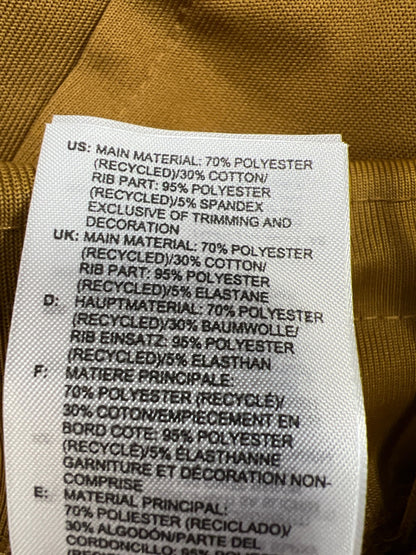 US: MAIN MATERIAL: 70% POLYESTER
(RECYCLED)/30% COTTON/
RIB PART: 95% POLYESTER
(RECYCLED)/5% SPANDEX
EXCLUSIVE OF TRIMMING AND
DECORATION
UK: MAIN MATERIAL: 70% POLYESTER
(RECYCLED)/30% COTTON/
RIB PART: 95% POLYESTER
(RECYCLED)/5% ELASTANE
D: HAUPTMATERIAL: 70% POLYESTER
(RECYCLED)/30% BAUMWOLLE/
RIB EINSATZ: 95% POLYESTER
(RECYCLED)/5% ELASTHAN
F: MATIERE PRINCIPALE:
70% POLYESTER (RECYCLÉ)/
30% COTON/EMPIECEMENT EN
BORD COTE: 95% POLYESTER
(RECYCLÉ)/5% ÉLASTHANNE
GARNITURE ET DÉCORATION NON-
COMPRISE
E: MATERIAL PRINCIPAL:
70% POLIESTER (RECICLADO)/
30% ALGODÓN/PARTE DEL
CORDONCILLO: 95% POLIESTER